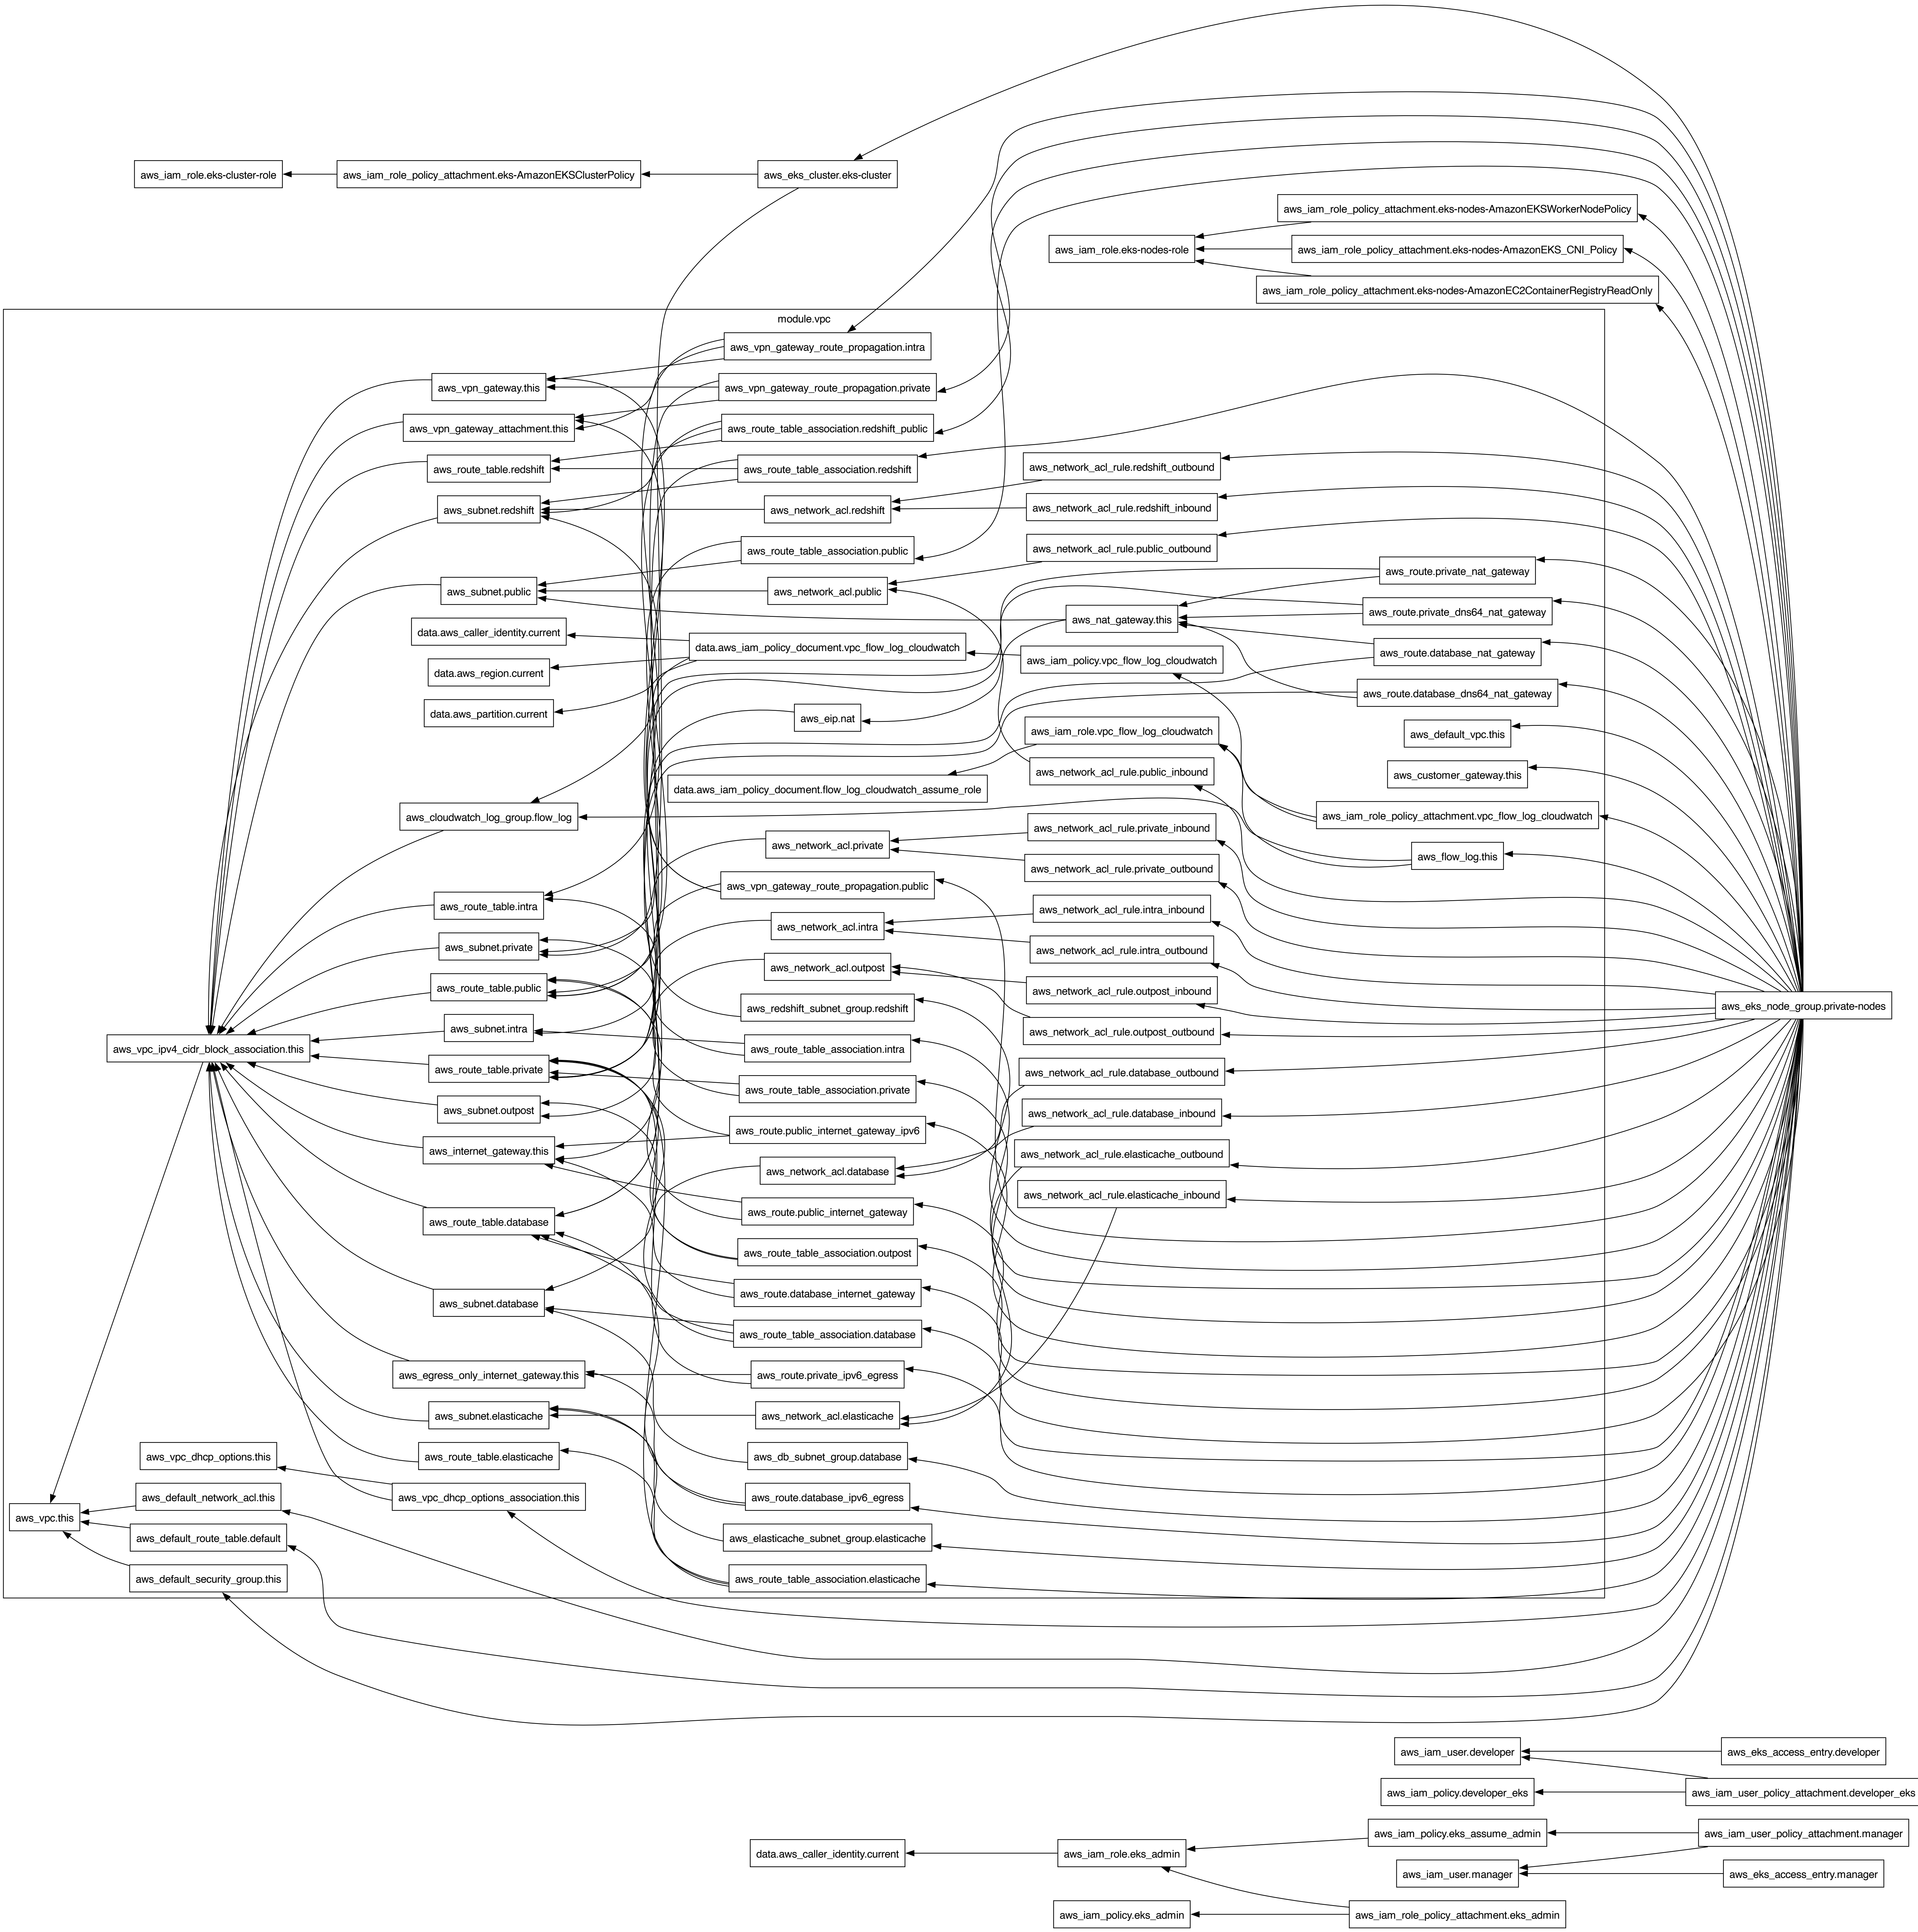 aws_iam_role.eks-cluster-role
aws_iam_role_policy_attachment.eks-AmazonEKSClusterPolicy
aws_eks_cluster.eks-cluster
aws_iam_role_policy_attachment.eks-nodes-AmazonEKSWorkerNodePolicy
aws_iam_role.eks-nodes-role
aws_iam_role_policy_attachment.eks-nodes-AmazonEKS_CNI_Policy
aws_iam_role_policy_attachment.eks-nodes-AmazonEC2ContainerRegistryReadOnly
module.vpc
aws_vpn_gateway_route_propagation.intra
aws_vpn_gateway.this
aws_vpn_gateway_route_propagation.private
aws_vpn_gateway_attachment.this
aws_route_table_association.redshift_public
aws_route_table.redshift
aws_route_table_association.redshift
aws_network_acl_rule.redshift_outbound
aws_subnet.redshift
aws_network_acl.redshift
aws_network_acl_rule.redshift_inbound
aws_route_table_association.public
aws_network_acl_rule.public_outbound
aws_route.private_nat_gateway
aws_subnet.public
aws_network_acl.public
aws_nat_gateway.this
aws_route.private_dns64_nat_gateway
data.aws_caller_identity.current
data.aws_iam_policy_document.vpc_flow_log_cloudwatch
aws_iam_policy.vpc_flow_log_cloudwatch
aws_route.database_nat_gateway
data.aws_region.current
aws_route.database_dns64_nat_gateway
data.aws_partition.current
aws_eip.nat
aws_iam_role.vpc_flow_log_cloudwatch
aws_default_vpc.this
aws_network_acl_rule.public_inbound
aws_customer_gateway.this
data.aws_iam_policy_document.flow_log_cloudwatch_assume_role
aws_cloudwatch_log_group.flow_log
aws_iam_role_policy_attachment.vpc_flow_log_cloudwatch
aws_network_acl.private
aws_network_acl_rule.private_inbound
aws_flow_log.this
aws_network_acl_rule.private_outbound
aws_vpn_gateway_route_propagation.public
aws_route_table.intra
aws_network_acl.intra
aws_network_acl_rule.intra_inbound
aws_subnet.private
aws_network_acl_rule.intra_outbound
aws_network_acl.outpost
aws_route_table.public
aws_network_acl_rule.outpost_inbound
aws_redshift_subnet_group.redshift
aws_eks_node_group.private-nodes
aws_subnet.intra
aws_network_acl_rule.outpost_outbound
aws_vpc_ipv4_cidr_block_association.this
aws_route_table_association.intra
aws_route_table.private
aws_network_acl_rule.database_outbound
aws_route_table_association.private
aws_subnet.outpost
aws_network_acl_rule.database_inbound
aws_route.public_internet_gateway_ipv6
aws_internet_gateway.this
aws_network_acl_rule.elasticache_outbound
aws_network_acl.database
aws_network_acl_rule.elasticache_inbound
aws_route.public_internet_gateway
aws_route_table.database
aws_route_table_association.outpost
aws_route.database_internet_gateway
aws_subnet.database
aws_route_table_association.database
aws_egress_only_internet_gateway.this
aws_route.private_ipv6_egress
aws_subnet.elasticache
aws_network_acl.elasticache
aws_vpc_dhcp_options.this
aws_route_table.elasticache
aws_db_subnet_group.database
aws_default_network_acl.this
aws_vpc_dhcp_options_association.this
aws_route.database_ipv6_egress
aws_vpc.this
aws_default_route_table.default
aws_elasticache_subnet_group.elasticache
aws_default_security_group.this
aws_route_table_association.elasticache
aws_iam_user.developer
aws_eks_access_entry.developer
aws_iam_policy.developer_eks
aws_iam_user_policy_attachment.developer_eks
aws_iam_policy.eks_assume_admin
aws_iam_user_policy_attachment.manager
data.aws_caller_identity.current
aws_iam_role.eks_admin
aws_iam_user.manager
aws_eks_access_entry.manager
aws_iam_policy.eks_admin
aws_iam_role_policy_attachment.eks_admin